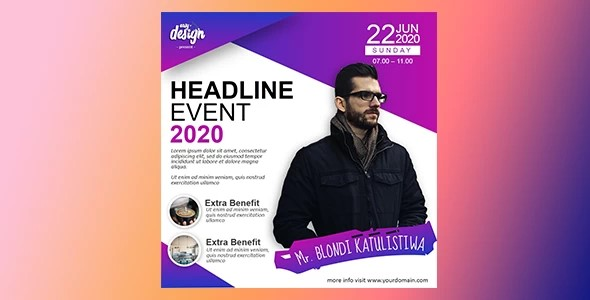 easy
design
22 JUN
2020
SUNDAY
07.00 - 11.00
HEADLINE
EVENT
2020
Lorem ipsum dolor sit amet, consectetur
adipiscing elit, sed do eiusmod tempor
incididunt ut labore et dolore magna
aliqua.
Ut enim ad minim veniam, quis nostrud
exercitation ullamco
Extra Benefit
Ut enim ad minim veniam,
quis nostrud exercitation
ullamco
Extra Benefit
Ut enim ad minim veniam,
quis nostrud exercitation
ullamco
Mr. BLONDI KATULISTIWA
more info visit www.yourdomain.com